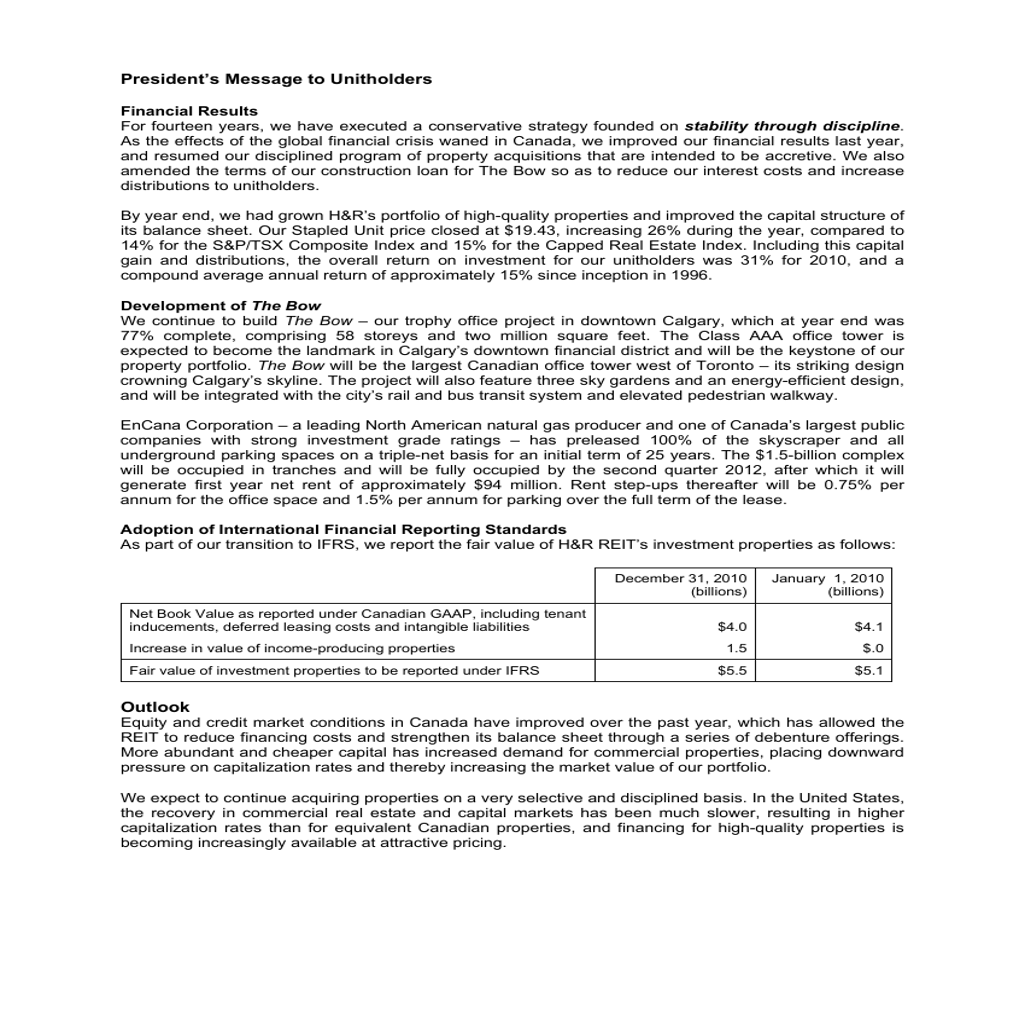 President's Message to Unitholders
Financial Results
For fourteen years, we have executed a conservative strategy founded on stability through discipline.
As the effects of the global financial crisis waned in Canada, we improved our financial results last year,
and resumed our disciplined program of property acquisitions that are intended to be accretive. We also
amended the terms of our construction loan for The Bow so as to reduce our interest costs and increase
distributions to unitholders.
By year end, we had grown H&R's portfolio of high-quality properties and improved the capital structure of
its balance sheet. Our Stapled Unit price closed at $19.43, increasing 26% during the year, compared to
14% for the S&P/TSX Composite Index and 15% for the Capped Real Estate Index. Including this capital
gain and distributions, the overall return on investment for our unitholders was 31% for 2010, and a
compound average annual return of approximately 15% since inception in 1996.
Development of The Bow
We continue to build The Bow – our trophy office project in downtown Calgary, which at year end was
77% complete, comprising 58 storeys and two million square feet. The Class AAA office tower is
expected to become the landmark in Calgary's downtown financial district and will be the keystone of our
property portfolio. The Bow will be the largest Canadian office tower west of Toronto – its striking design
crowning Calgary's skyline. The project will also feature three sky gardens and an energy-efficient design,
and will be integrated with the city's rail and bus transit system and elevated pedestrian walkway.
EnCana Corporation – a leading North American natural gas producer and one of Canada's largest public
companies with strong investment grade ratings – has preleased 100% of the skyscraper and all
underground parking spaces on a triple-net basis for an initial term of 25 years. The $1.5-billion complex
will be occupied in tranches and will be fully occupied by the second quarter 2012, after which it will
generate first year net rent of approximately $94 million. Rent step-ups thereafter will be 0.75% per
annum for the office space and 1.5% per annum for parking over the full term of the lease.
Adoption of International Financial Reporting Standards
As part of our transition to IFRS, we report the fair value of H&R REIT's investment properties as follows:
December 31, 2010 January 1, 2010
(billions) (billions)
Net Book Value as reported under Canadian GAAP, including tenant
inducements, deferred leasing costs and intangible liabilities $4.0 $4.1
Increase in value of income-producing properties 1.5 $.0
Fair value of investment properties to be reported under IFRS $5.5 $5.1
Outlook
Equity and credit market conditions in Canada have improved over the past year, which has allowed the
REIT to reduce financing costs and strengthen its balance sheet through a series of debenture offerings.
More abundant and cheaper capital has increased demand for commercial properties, placing downward
pressure on capitalization rates and thereby increasing the market value of our portfolio.
We expect to continue acquiring properties on a very selective and disciplined basis. In the United States,
the recovery in commercial real estate and capital markets has been much slower, resulting in higher
capitalization rates than for equivalent Canadian properties, and financing for high-quality properties is
becoming increasingly available at attractive pricing.